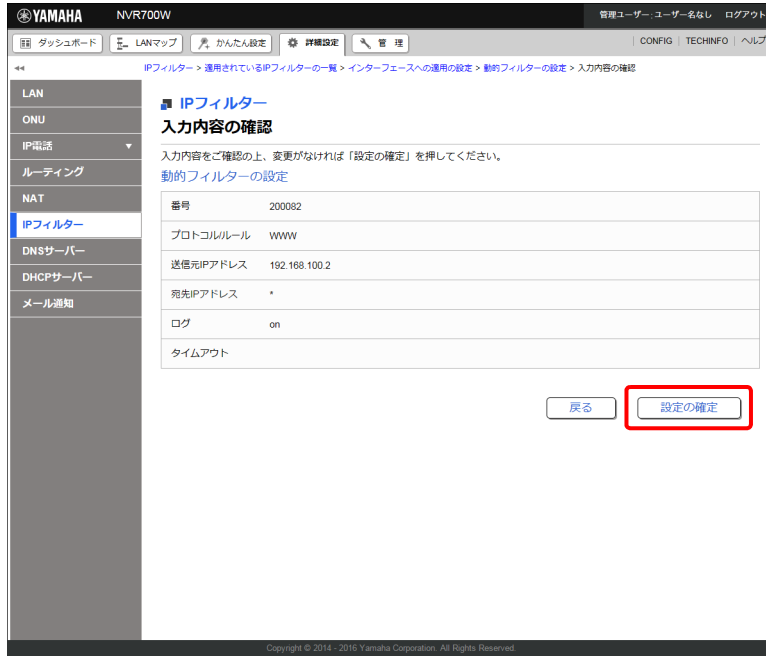 YAMAHA NVR700W 管理ユーザー:ユーザー名なし ログアウト
ダッシュボード LANマップ かんたん設定 詳細設定 管 理 CONFIG | TECHINFO | ヘルプ
◂◂ IPフィルター > 適用されているIPフィルターの一覧 > インターフェースへの適用の設定 > 動的フィルターの設定 > 入力内容の確認
LAN
ONU
IP電話 ▼
ルーティング
NAT
IPフィルター
DNSサーバー
DHCPサーバー
メール通知
IPフィルター
入力内容の確認
入力内容をご確認の上、変更がなければ「設定の確定」を押してください。
動的フィルターの設定
番号 200082
プロトコル/ルール WWW
送信元IPアドレス 192.168.100.2
宛先IPアドレス *
ログ on
タイムアウト
戻る 設定の確定
Copyright © 2014 - 2016 Yamaha Corporation. All Rights Reserved.